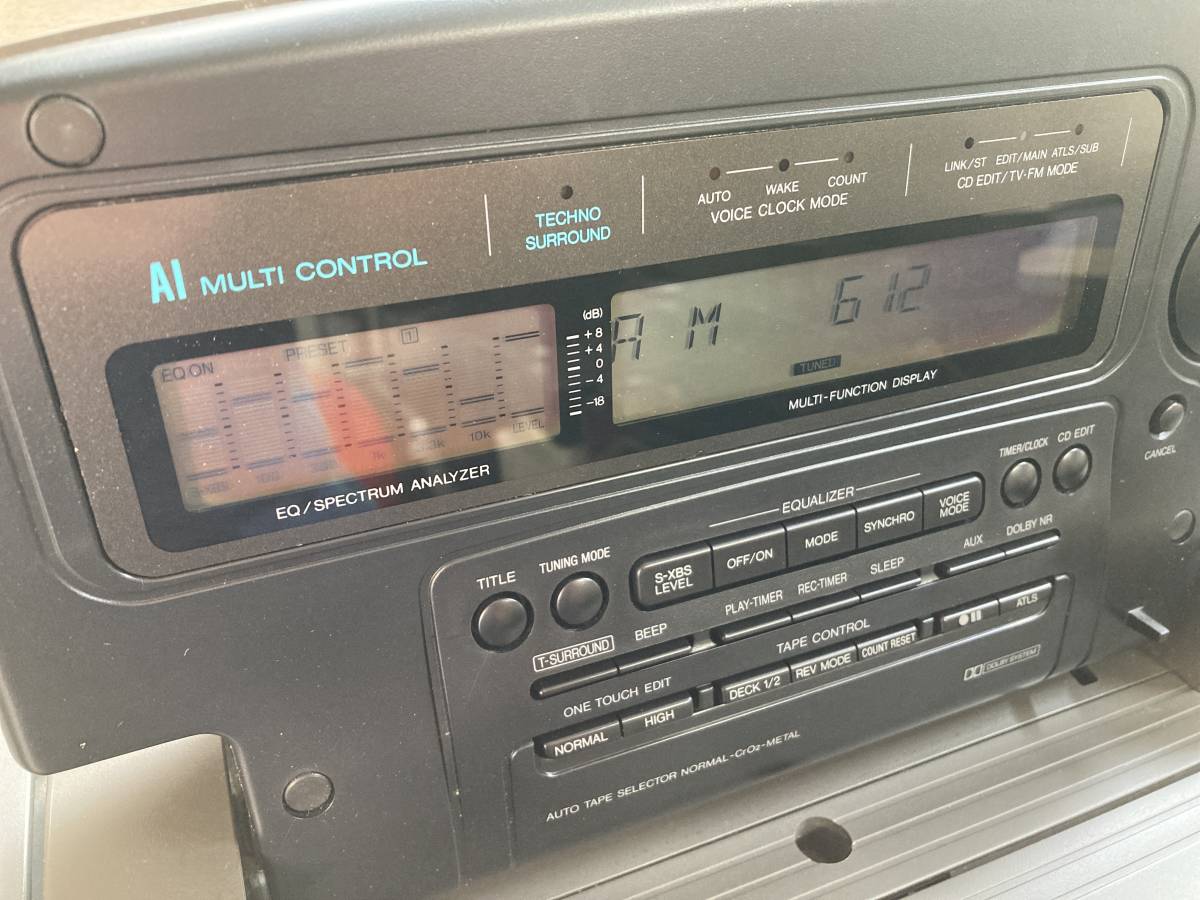 AI MULTI CONTROL
TECHNO
SURROUND
AUTO WAKE COUNT
VOICE CLOCK MODE
LINK/ST EDIT/MAIN ATLS/SUB
CD EDIT/TV·FM MODE
EQ ON PRESET 1
10k LEVEL
EQ/SPECTRUM ANALYZER
(dB)
+8
+4
0
−4
−18
AM 612
TUNED
MULTI-FUNCTION DISPLAY
CANCEL
TITLE
TUNING MODE
EQUALIZER
S-XBS
LEVEL
OFF/ON
MODE
SYNCHRO
VOICE
MODE
TIMER/CLOCK
CD EDIT
T-SURROUND
BEEP
PLAY-TIMER
REC-TIMER
SLEEP
AUX
DOLBY NR
ONE TOUCH EDIT
TAPE CONTROL
NORMAL
HIGH
DECK 1/2
REV MODE
COUNT RESET
ATLS
DOLBY SYSTEM
AUTO TAPE SELECTOR NORMAL-CrO2-METAL